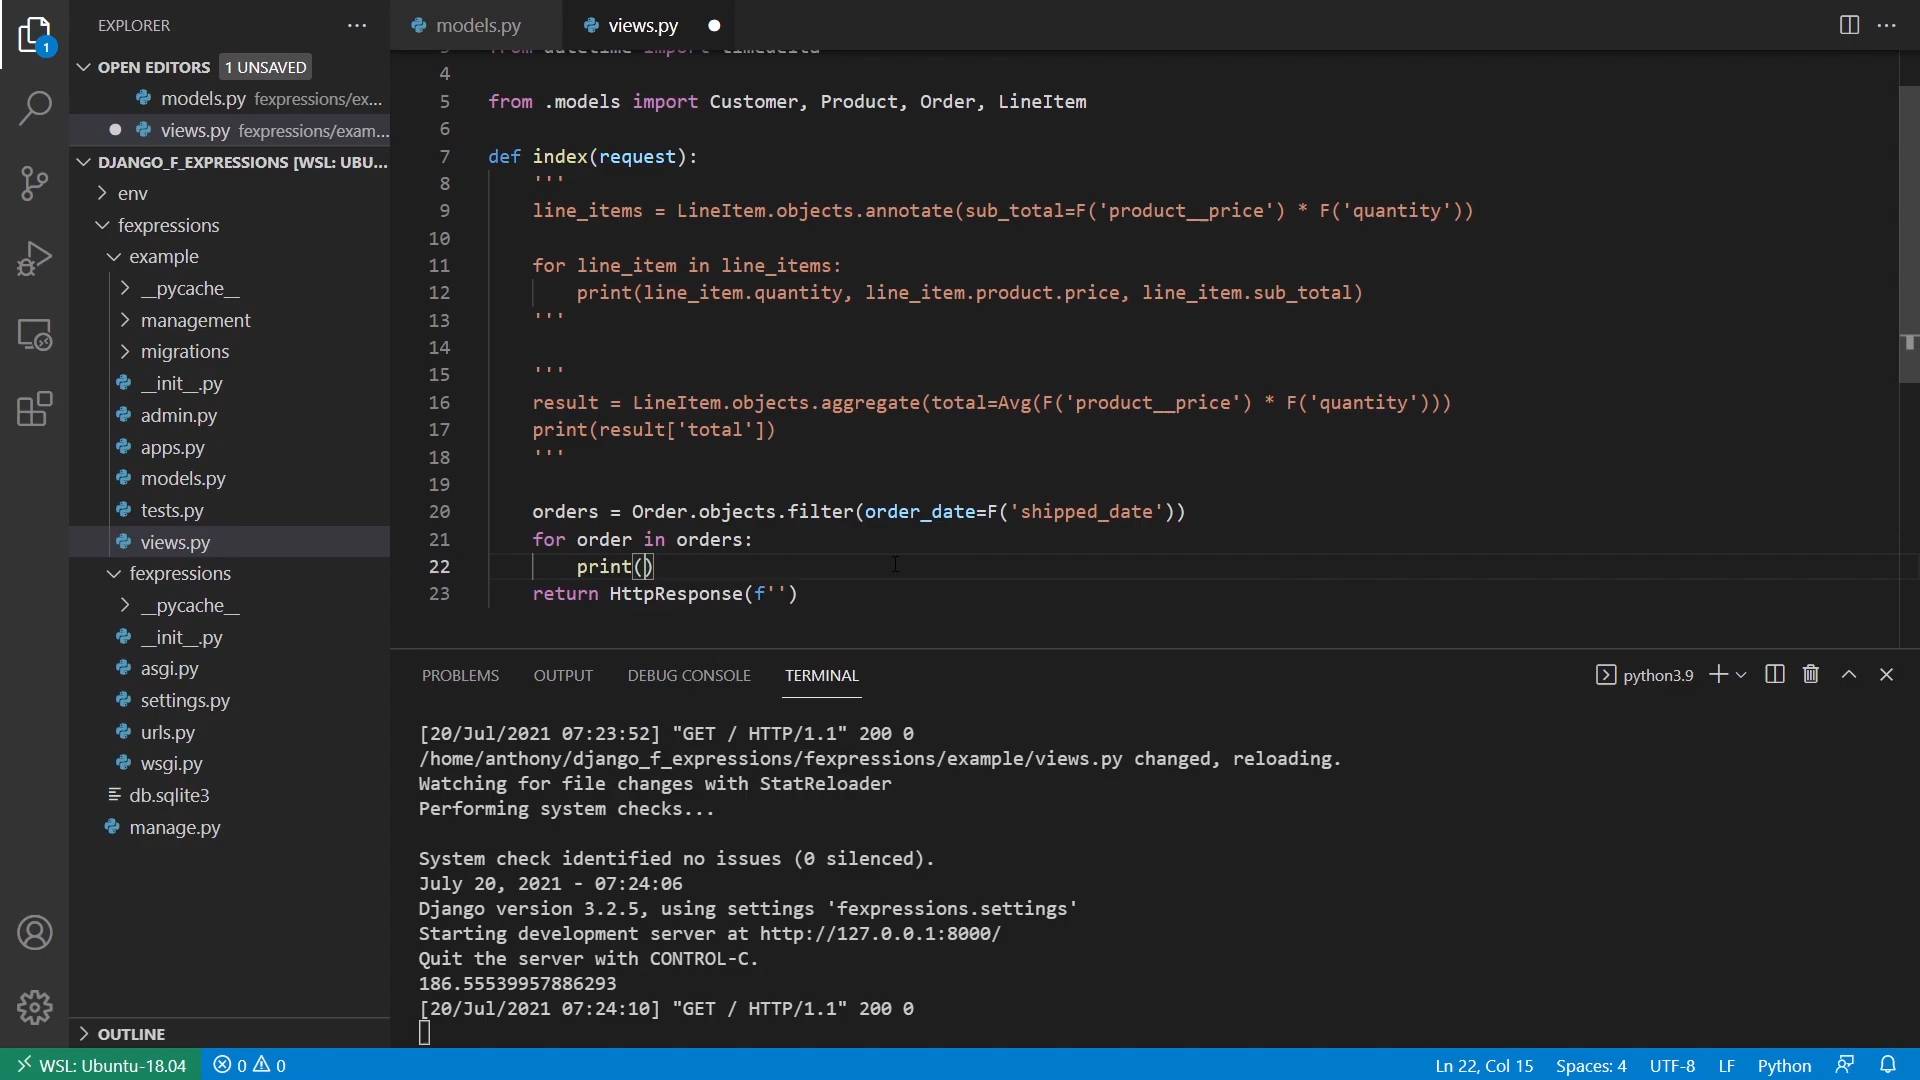 EXPLORER
OPEN EDITORS 1 UNSAVED
models.py fexpressions/ex...
views.py fexpressions/exam...
DJANGO_F_EXPRESSIONS [WSL: UBU...
env
fexpressions
example
__pycache__
management
migrations
__init__.py
admin.py
apps.py
models.py
tests.py
views.py
fexpressions
__pycache__
__init__.py
asgi.py
settings.py
urls.py
wsgi.py
db.sqlite3
manage.py
OUTLINE
1
models.py views.py
3 from datetime import timedelta
4
5 from .models import Customer, Product, Order, LineItem
6
7 def index(request):
8 '''
9 line_items = LineItem.objects.annotate(sub_total=F('product__price') * F('quantity'))
10
11 for line_item in line_items:
12 print(line_item.quantity, line_item.product.price, line_item.sub_total)
13 '''
14
15 '''
16 result = LineItem.objects.aggregate(total=Avg(F('product__price') * F('quantity')))
17 print(result['total'])
18 '''
19
20 orders = Order.objects.filter(order_date=F('shipped_date'))
21 for order in orders:
22 print()
23 return HttpResponse(f'')
PROBLEMS OUTPUT DEBUG CONSOLE TERMINAL python3.9
[20/Jul/2021 07:23:52] "GET / HTTP/1.1" 200 0
/home/anthony/django_f_expressions/fexpressions/example/views.py changed, reloading.
Watching for file changes with StatReloader
Performing system checks...
System check identified no issues (0 silenced).
July 20, 2021 - 07:24:06
Django version 3.2.5, using settings 'fexpressions.settings'
Starting development server at http://127.0.0.1:8000/
Quit the server with CONTROL-C.
186.55539957886293
[20/Jul/2021 07:24:10] "GET / HTTP/1.1" 200 0
WSL: Ubuntu-18.04 0 0 Ln 22, Col 15 Spaces: 4 UTF-8 LF Python